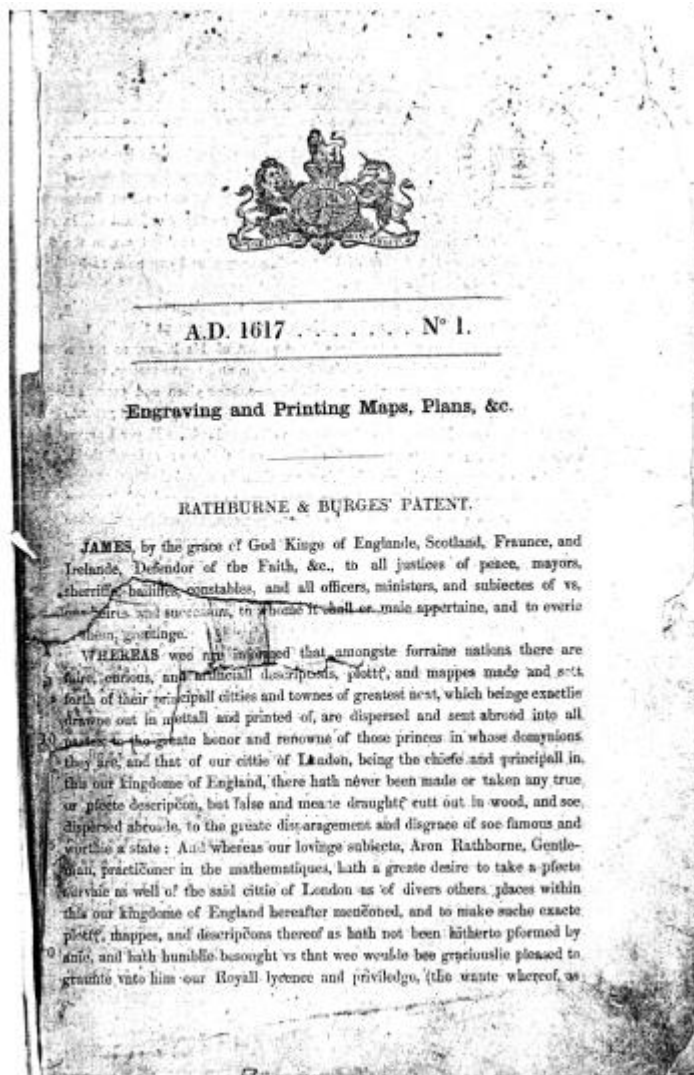 A.D. 1617 . . . . . . . . N° 1.
Engraving and Printing Maps, Plans, &c.
RATHBURNE & BURGES' PATENT.
JAMES, by the grace of God Kinge of Englande, Scotland, Fraunce, and
Irelande, Defendor of the Faith, &c., to all justices of peace, mayors,
sherriffs, bailiffes, constables, and all officers, ministers, and subiectes of vs,
heires and successors, to whome it shall or maie appertaine, and to everie
them, greetinge.
WHEREAS wee are informed that amongste forraine nations there are
faire, curious, and artificiall descriptõns, plottℯ, and mappes made and sett
forth of their principall citties and townes of greatest note, which beinge exactlie
drawne out in mettall and printed of, are dispersed and sent abroad into all
partes to the greate honor and renowne of those princes in whose domynions
they are, and that of our cittie of London, being the chiefe and principall in
this our kingdome of England, there hath never been made or taken any true
or pfecte descripcõn, but false and meane draughtℯ cutt out in wood, and soe
dispersed abroade, to the greate disparagement and disgrace of soe famous and
worthie a state: And whereas our lovinge subiecte, Aron Rathborne, Gentle-
man, practicõner in the mathematiques, hath a greate desire to take a pfecte
survaie as well of the said cittie of London as of divers others places within
this our kingdome of England hereafter mencõned, and to make suche exacte
plottℯ, mappes, and descripcõns thereof as hath not been hitherto pformed by
anie, and hath humblie besought vs that wee woulde bee graciouslie pleased to
graunte vnto him our Royall lycence and priviledge, (the wante whereof, as